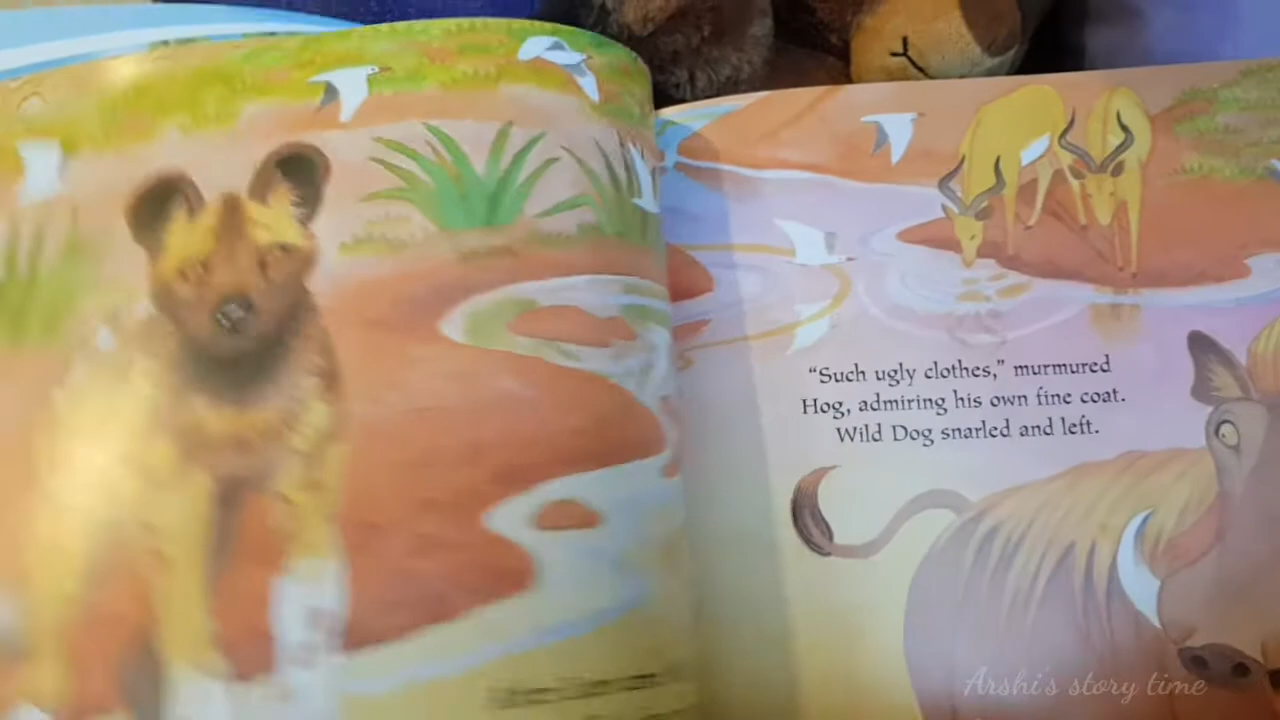 “Such ugly clothes,” murmured
Hog, admiring his own fine coat.
Wild Dog snarled and left.
Arshi's story time